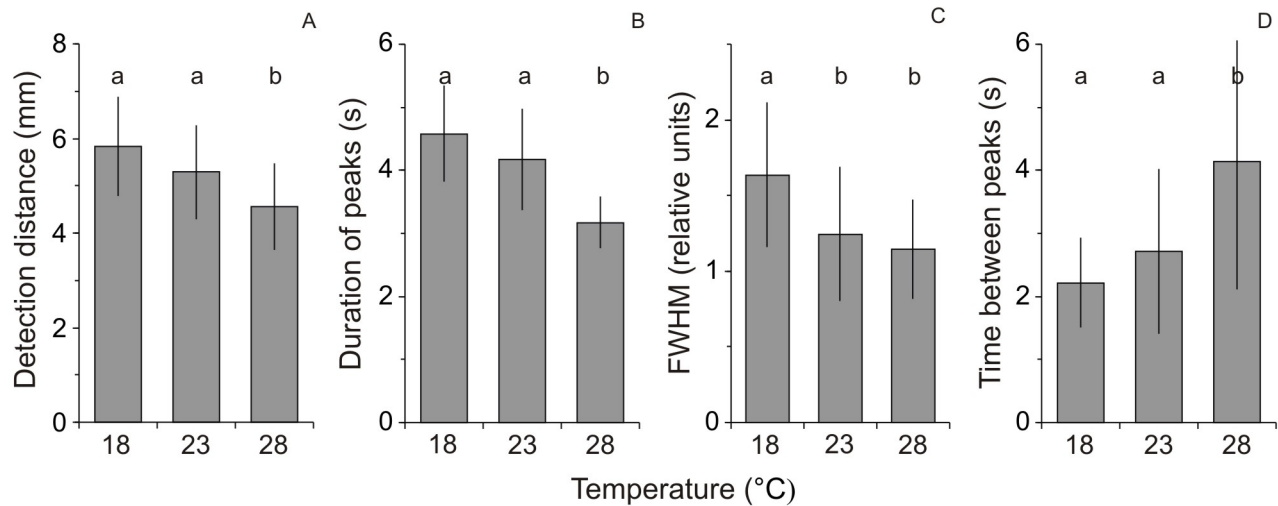 A
Detection distance (mm)
8
6
4
2
0
a a b
18 23 28
B
Duration of peaks (s)
6
4
2
0
a a b
18 23 28
C
FWHM (relative units)
2
1
0
a b b
18 23 28
D
Time between peaks (s)
6
4
2
0
a a b
18 23 28
Temperature (°C)